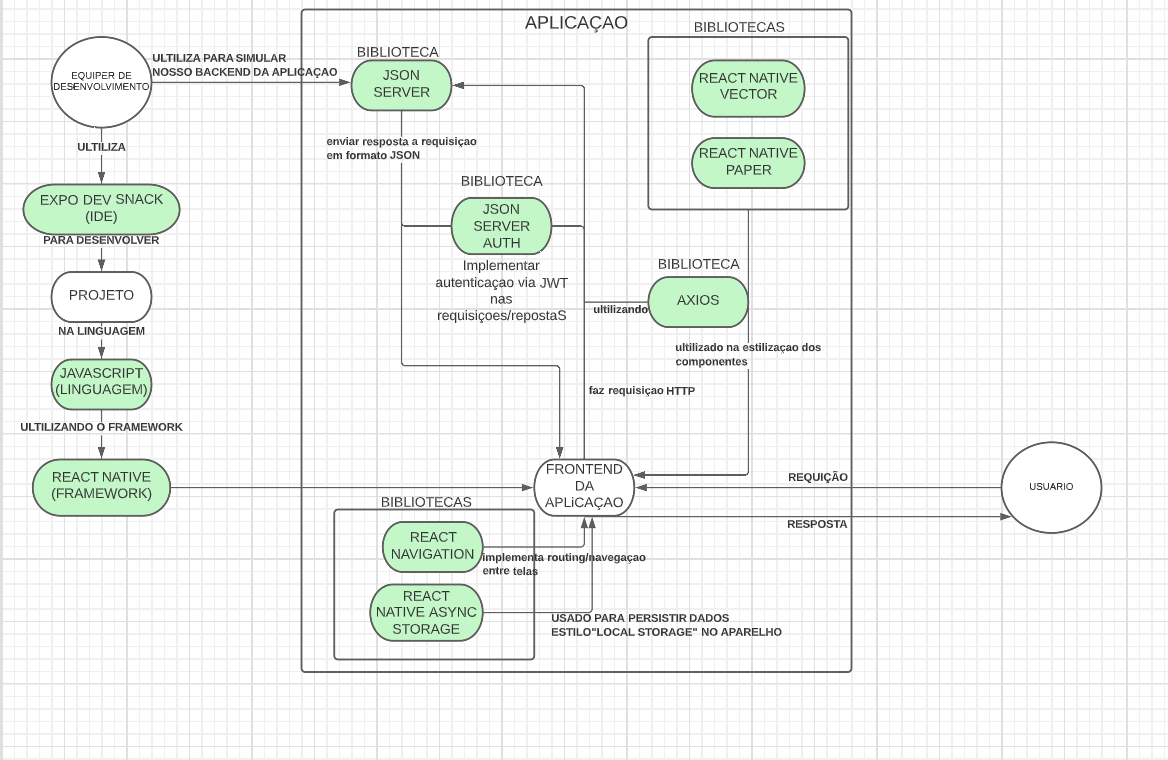 APLICAÇAO
EQUIPER DE
DESENVOLVIMENTO
ULTILIZA PARA SIMULAR
NOSSO BACKEND DA APLICAÇAO
BIBLIOTECA
JSON
SERVER
BIBLIOTECAS
REACT NATIVE
VECTOR
REACT NATIVE
PAPER
ULTILIZA
enviar resposta a requisiçao
em formato JSON
EXPO DEV SNACK
(IDE)
PARA DESENVOLVER
BIBLIOTECA
JSON
SERVER
AUTH
Implementar
autenticaçao via JWT
nas
requisiçoes/repostaS
BIBLIOTECA
AXIOS
ultilizando
PROJETO
NA LINGUAGEM
ultilizado na estilizaçao dos
componentes
JAVASCRIPT
(LINGUAGEM)
faz requisiçao HTTP
ULTILIZANDO O FRAMEWORK
REACT NATIVE
(FRAMEWORK)
FRONTEND
DA
APLiCAÇAO
REQUIÇÃO
USUARIO
RESPOSTA
BIBLIOTECAS
REACT
NAVIGATION
implementa routing/navegaçao
entre telas
REACT
NATIVE ASYNC
STORAGE
USADO PARA PERSISTIR DADOS
ESTILO"LOCAL STORAGE" NO APARELHO